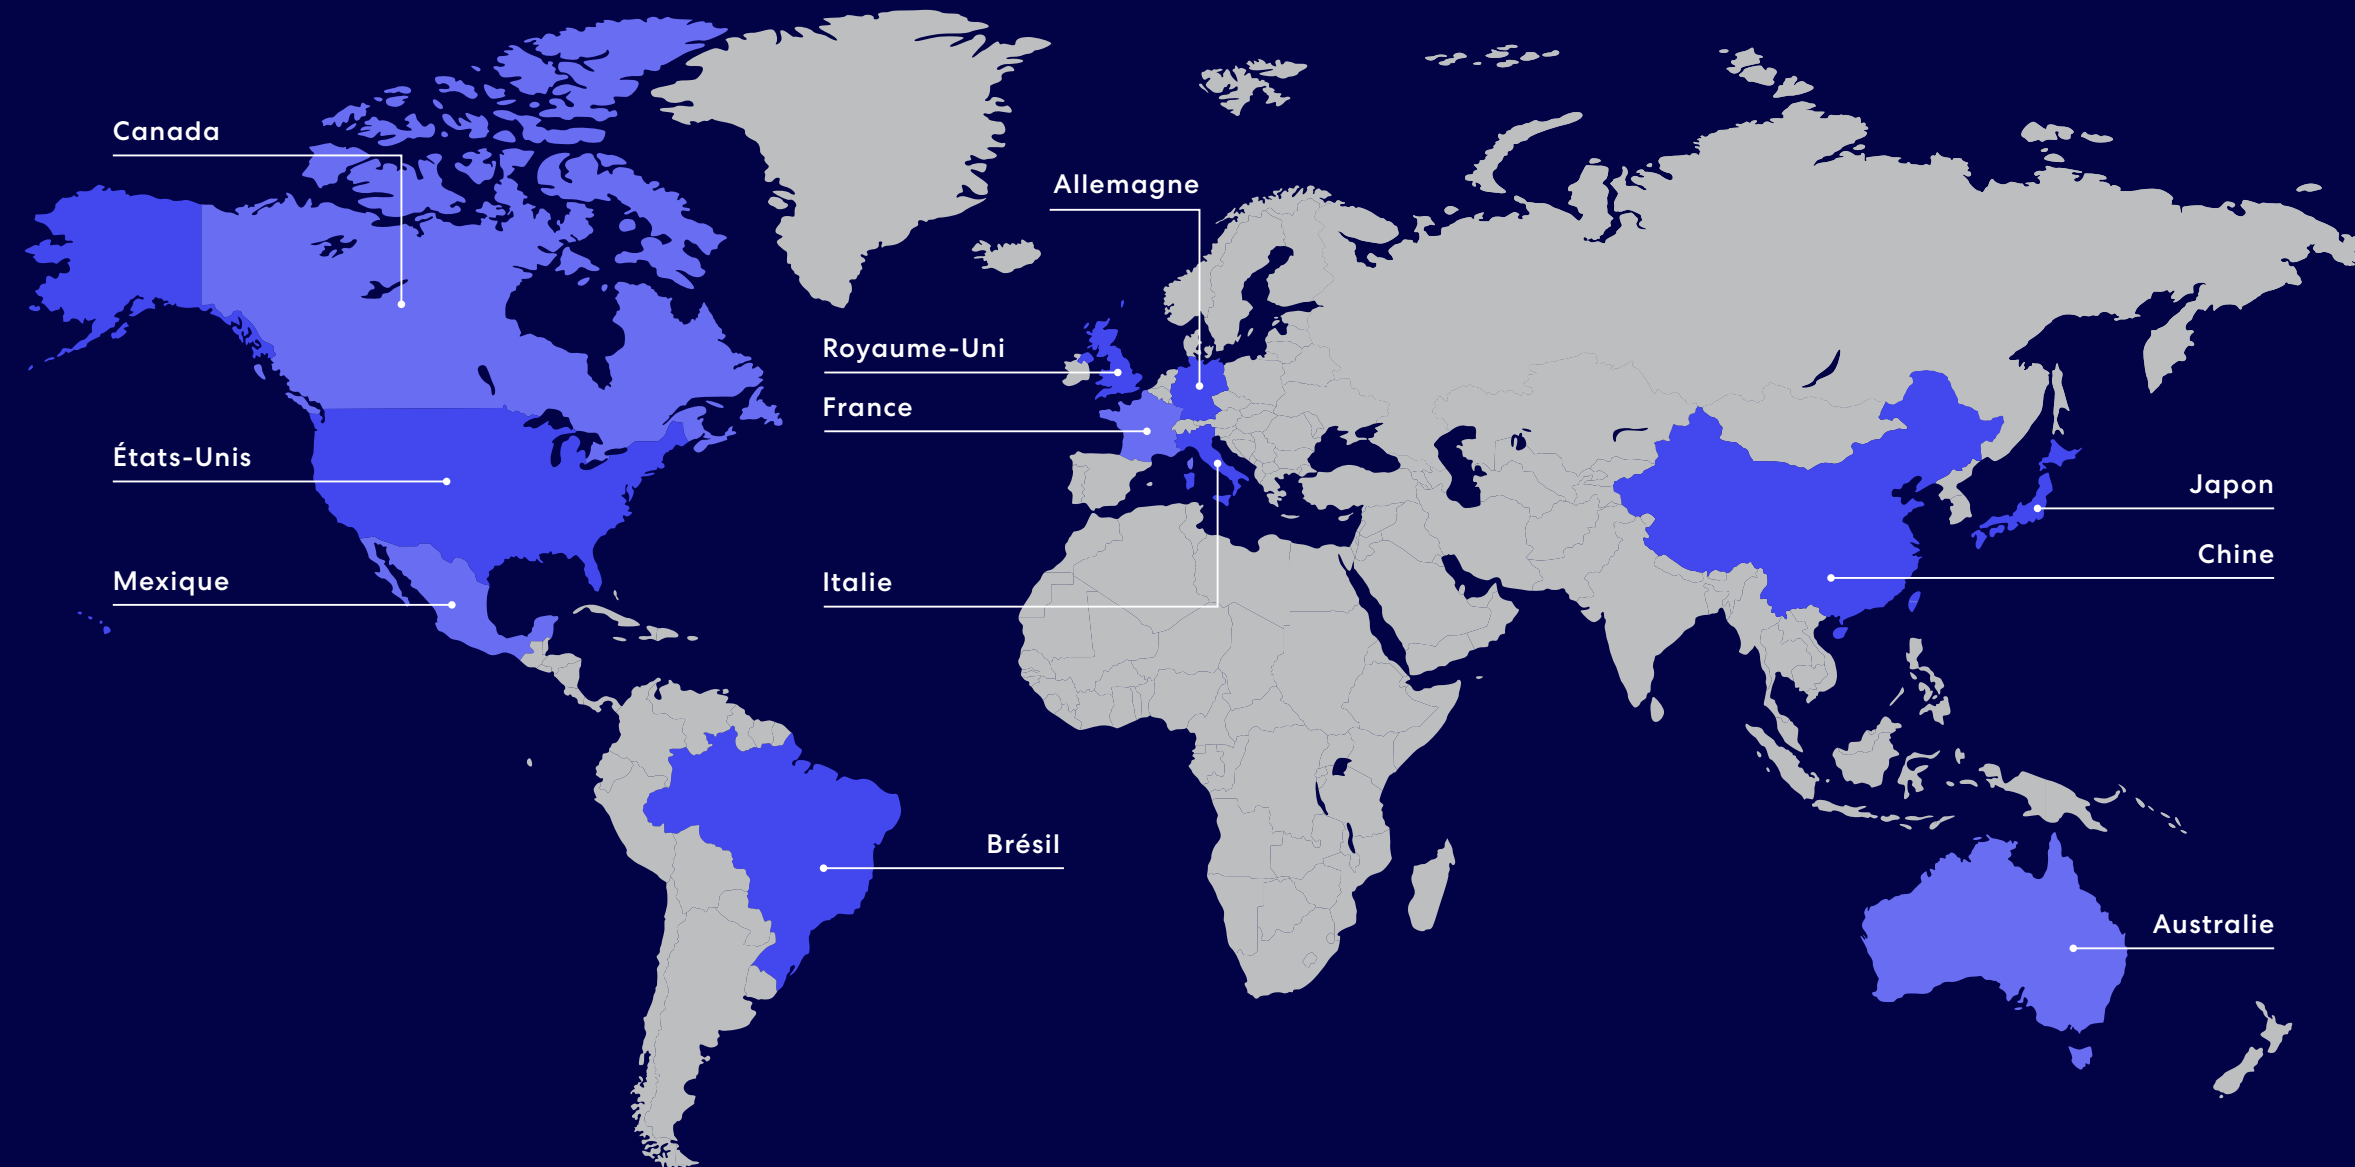 Canada
Allemagne
Royaume-Uni
France
États-Unis
Japon
Chine
Mexique
Italie
Brésil
Australie